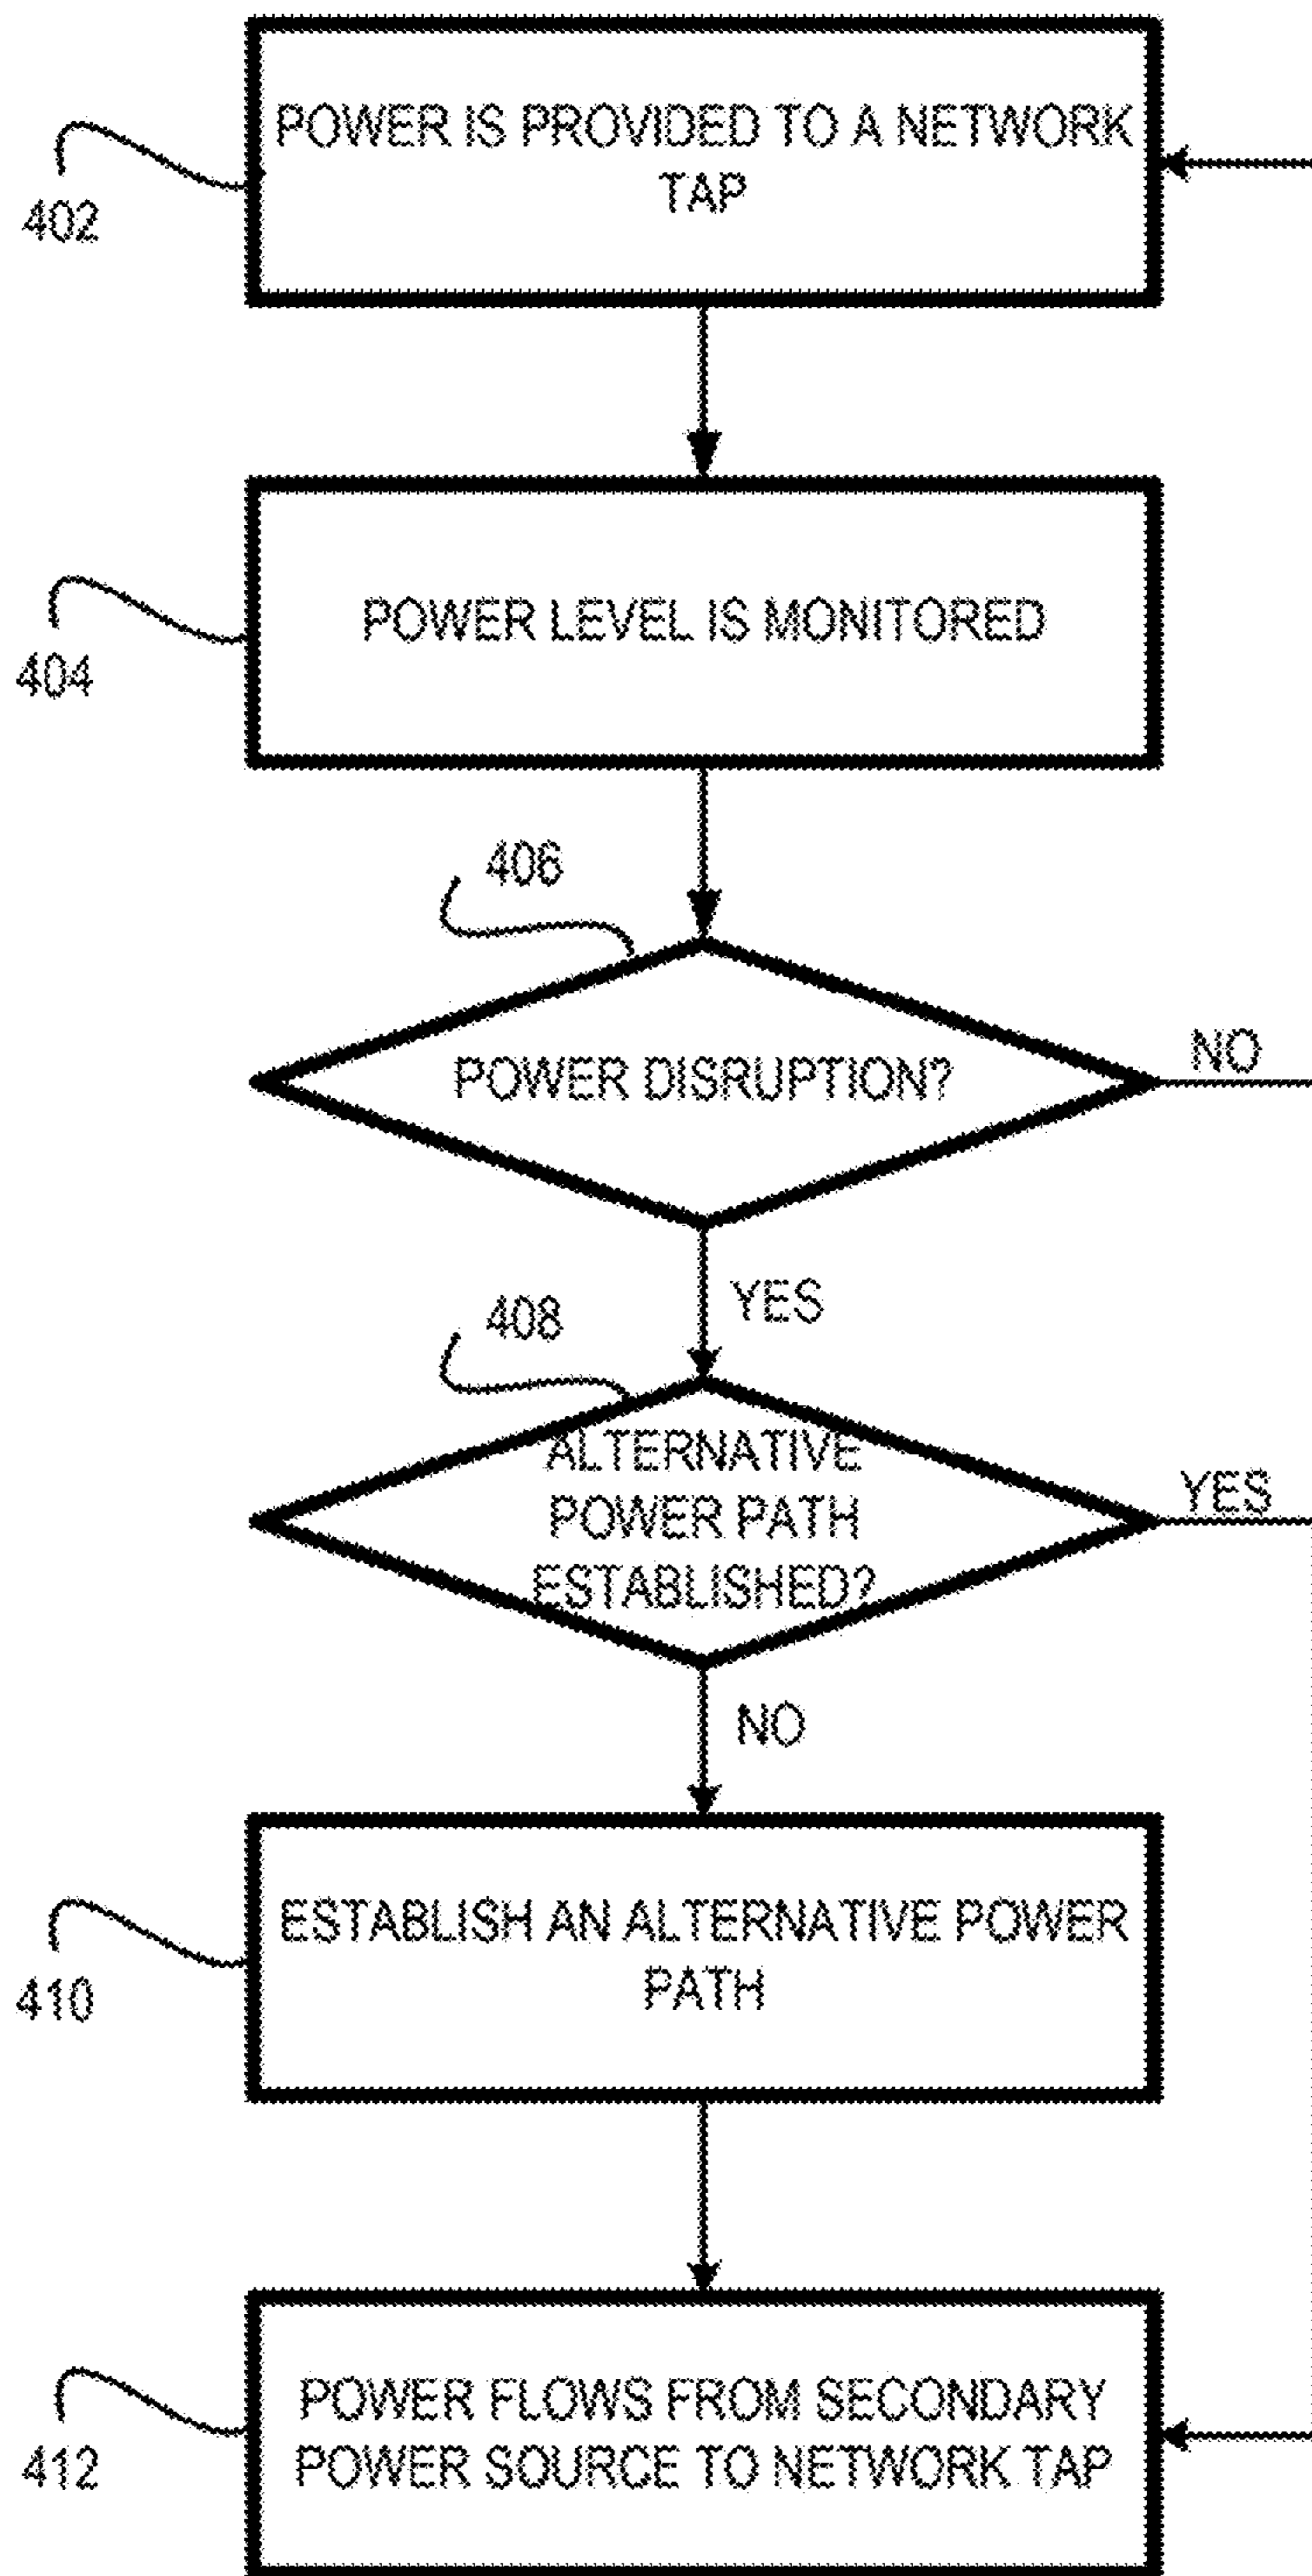 POWER IS PROVIDED TO A NETWORK
TAP
402
POWER LEVEL IS MONITORED
404
406
POWER DISRUPTION?
NO
YES
408
ALTERNATIVE
POWER PATH
ESTABLISHED?
YES
NO
ESTABLISH AN ALTERNATIVE POWER
PATH
410
POWER FLOWS FROM SECONDARY
POWER SOURCE TO NETWORK TAP
412